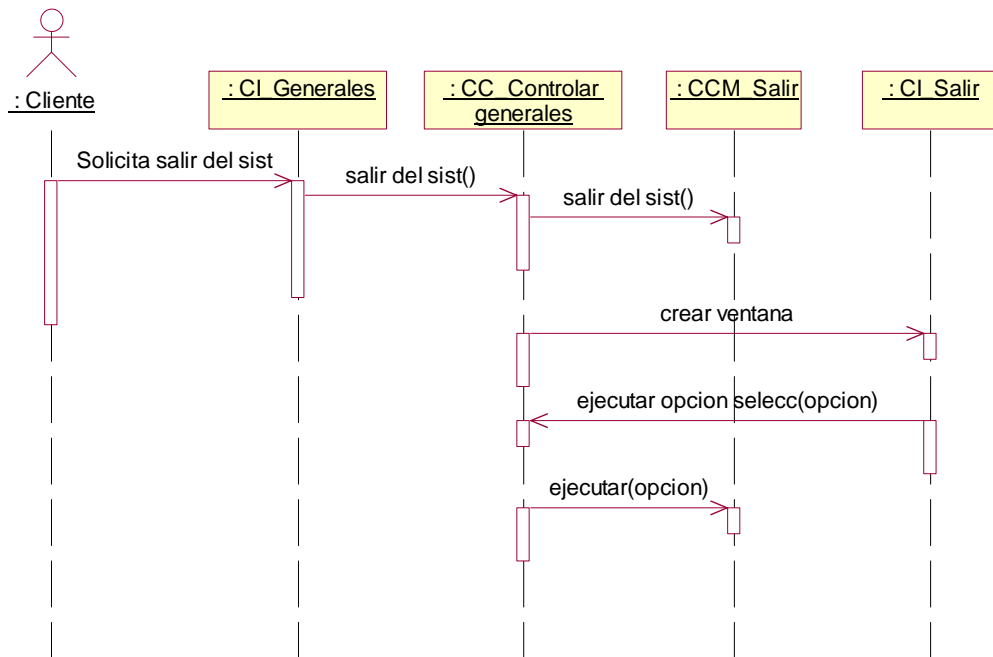 : Cliente
: CI_Generales
: CC_Controlar
generales
: CCM_Salir
: CI_Salir
Solicita salir del sist
salir del sist()
salir del sist()
crear ventana
ejecutar opcion selecc(opcion)
ejecutar(opcion)